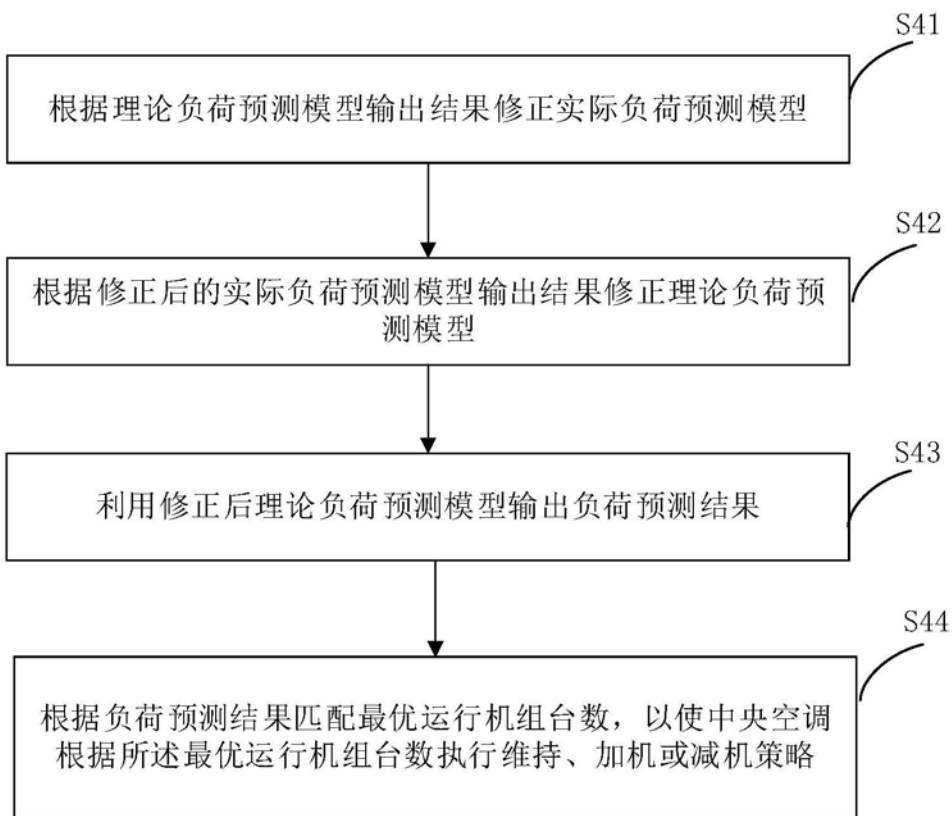 S41
根据理论负荷预测模型输出结果修正实际负荷预测模型
S42
根据修正后的实际负荷预测模型输出结果修正理论负荷预
测模型
S43
利用修正后理论负荷预测模型输出负荷预测结果
S44
根据负荷预测结果匹配最优运行机组台数，以使中央空调
根据所述最优运行机组台数执行维持、加机或减机策略